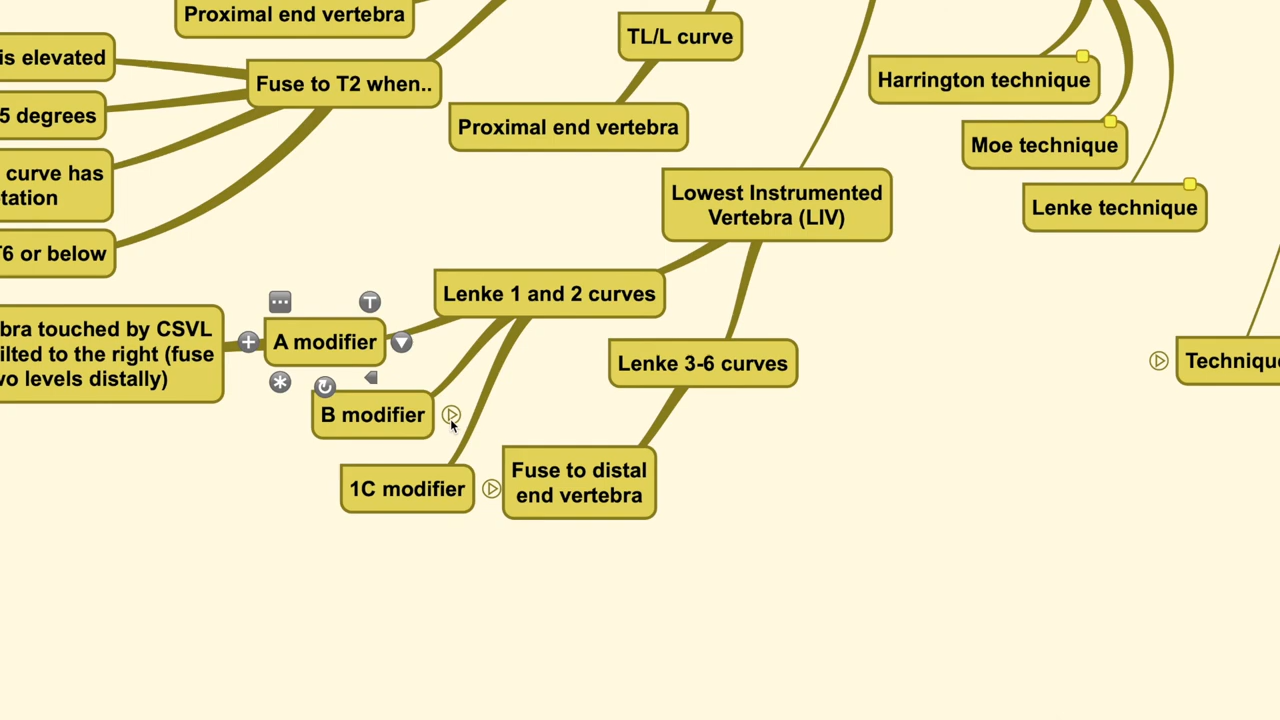 Proximal end vertebra
TL/L curve
is elevated
Fuse to T2 when..
Harrington technique
5 degrees
Proximal end vertebra
Moe technique
curve has
tation
Lowest Instrumented
Vertebra (LIV)
Lenke technique
T6 or below
Lenke 1 and 2 curves
bra touched by CSVL
ilted to the right (fuse
wo levels distally)
A modifier
Lenke 3-6 curves
Technique
B modifier
1C modifier
Fuse to distal
end vertebra